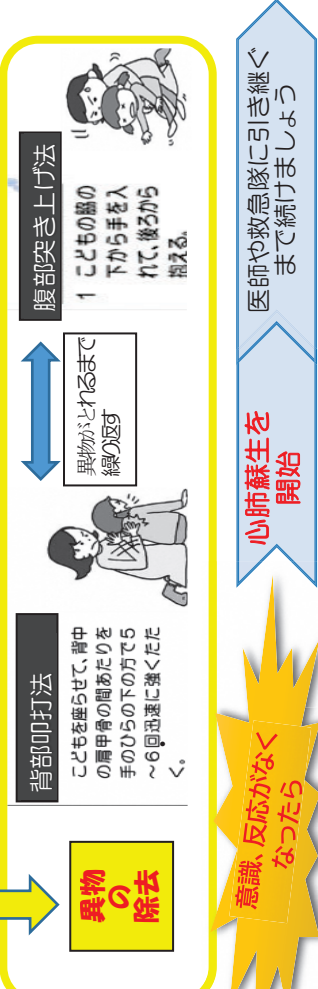 異物
の
除去
背部叩打法
こどもを座らせて、背中
の肩甲骨の間あたりを
手のひらの下の方で5
～6回迅速に強くたた
く。
異物がとれるまで
繰り返す
腹部突き上げ法
1 こどもの脇の
下から手を入
れて、後ろから
抱える。
意識、反応がなく
なったら
心肺蘇生を
開始
医師や救急隊に引き継ぐ
まで続けましょう